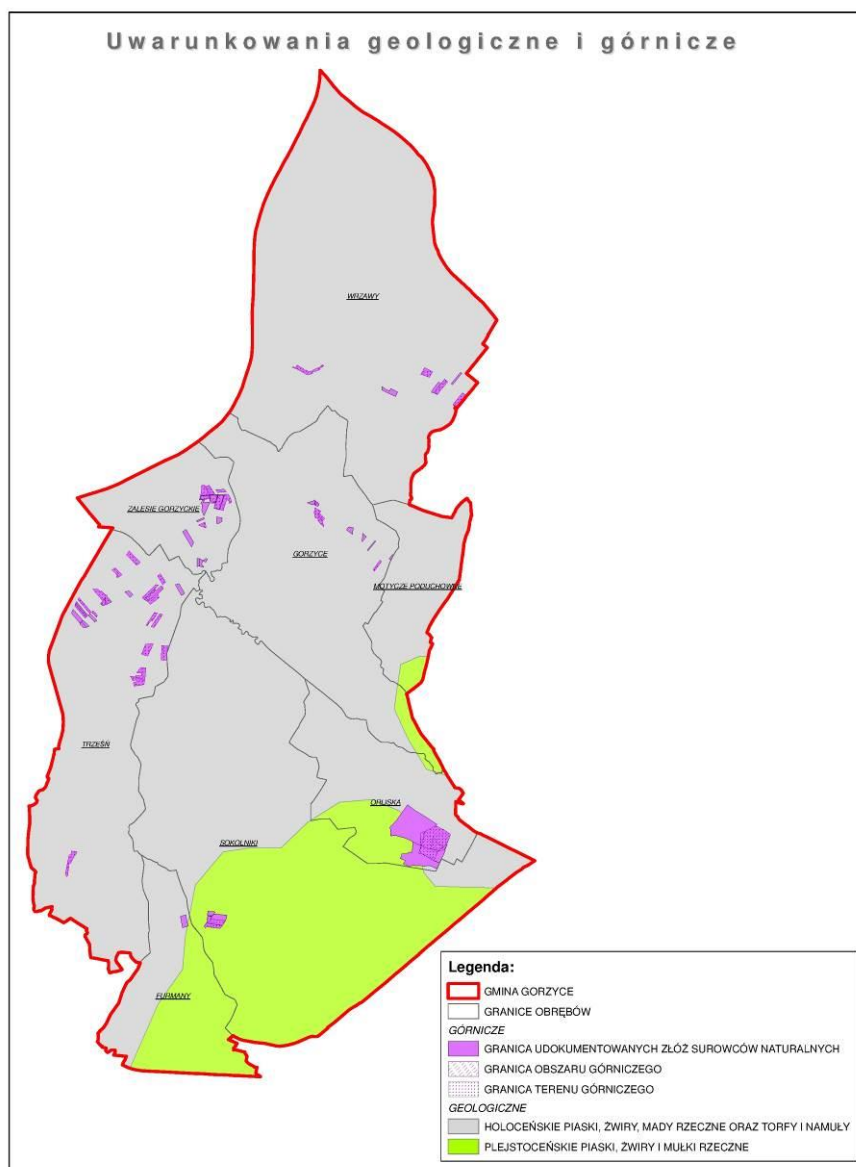 Uwarunkowania geologiczne i górnicze
WRZAWY
ZALESIE GORZYCKIE
GORZYCE
MOTYCZE PODUCHOWNE
TRZEŚŃ
ORLISKA
SOKOLNIKI
FURMANY
Legenda:
GMINA GORZYCE
GRANICE OBRĘBÓW
GÓRNICZE
GRANICA UDOKUMENTOWANYCH ZŁÓŻ SUROWCÓW NATURALNYCH
GRANICA OBSZARU GÓRNICZEGO
GRANICA TERENU GÓRNICZEGO
GEOLOGICZNE
HOLOCEŃSKIE PIASKI, ŻWIRY, MADY RZECZNE ORAZ TORFY I NAMUŁY
PLEJSTOCEŃSKIE PIASKI, ŻWIRY I MUŁKI RZECZNE